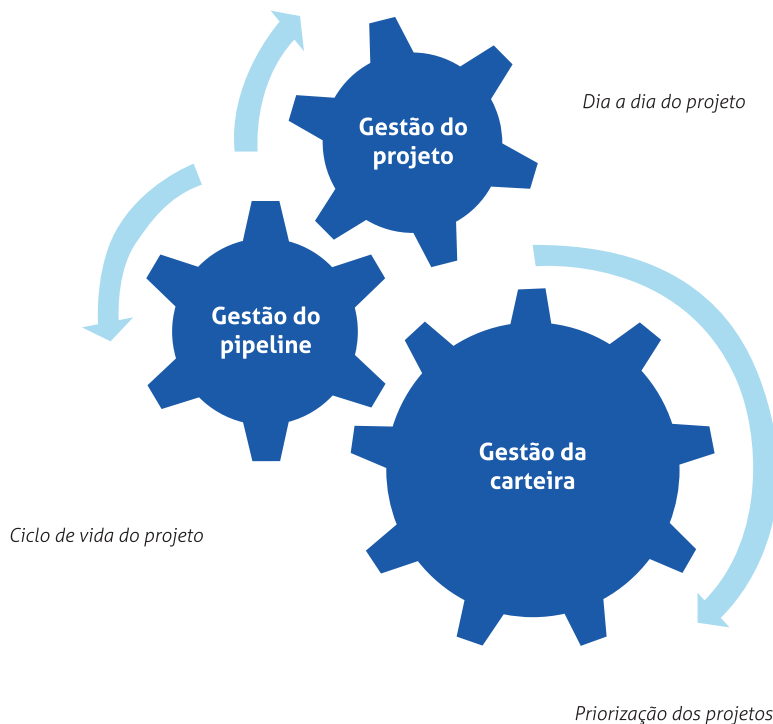 Dia a dia do projeto
Gestão do
projeto
Gestão do
pipeline
Gestão da
carteira
Ciclo de vida do projeto
Priorização dos projetos